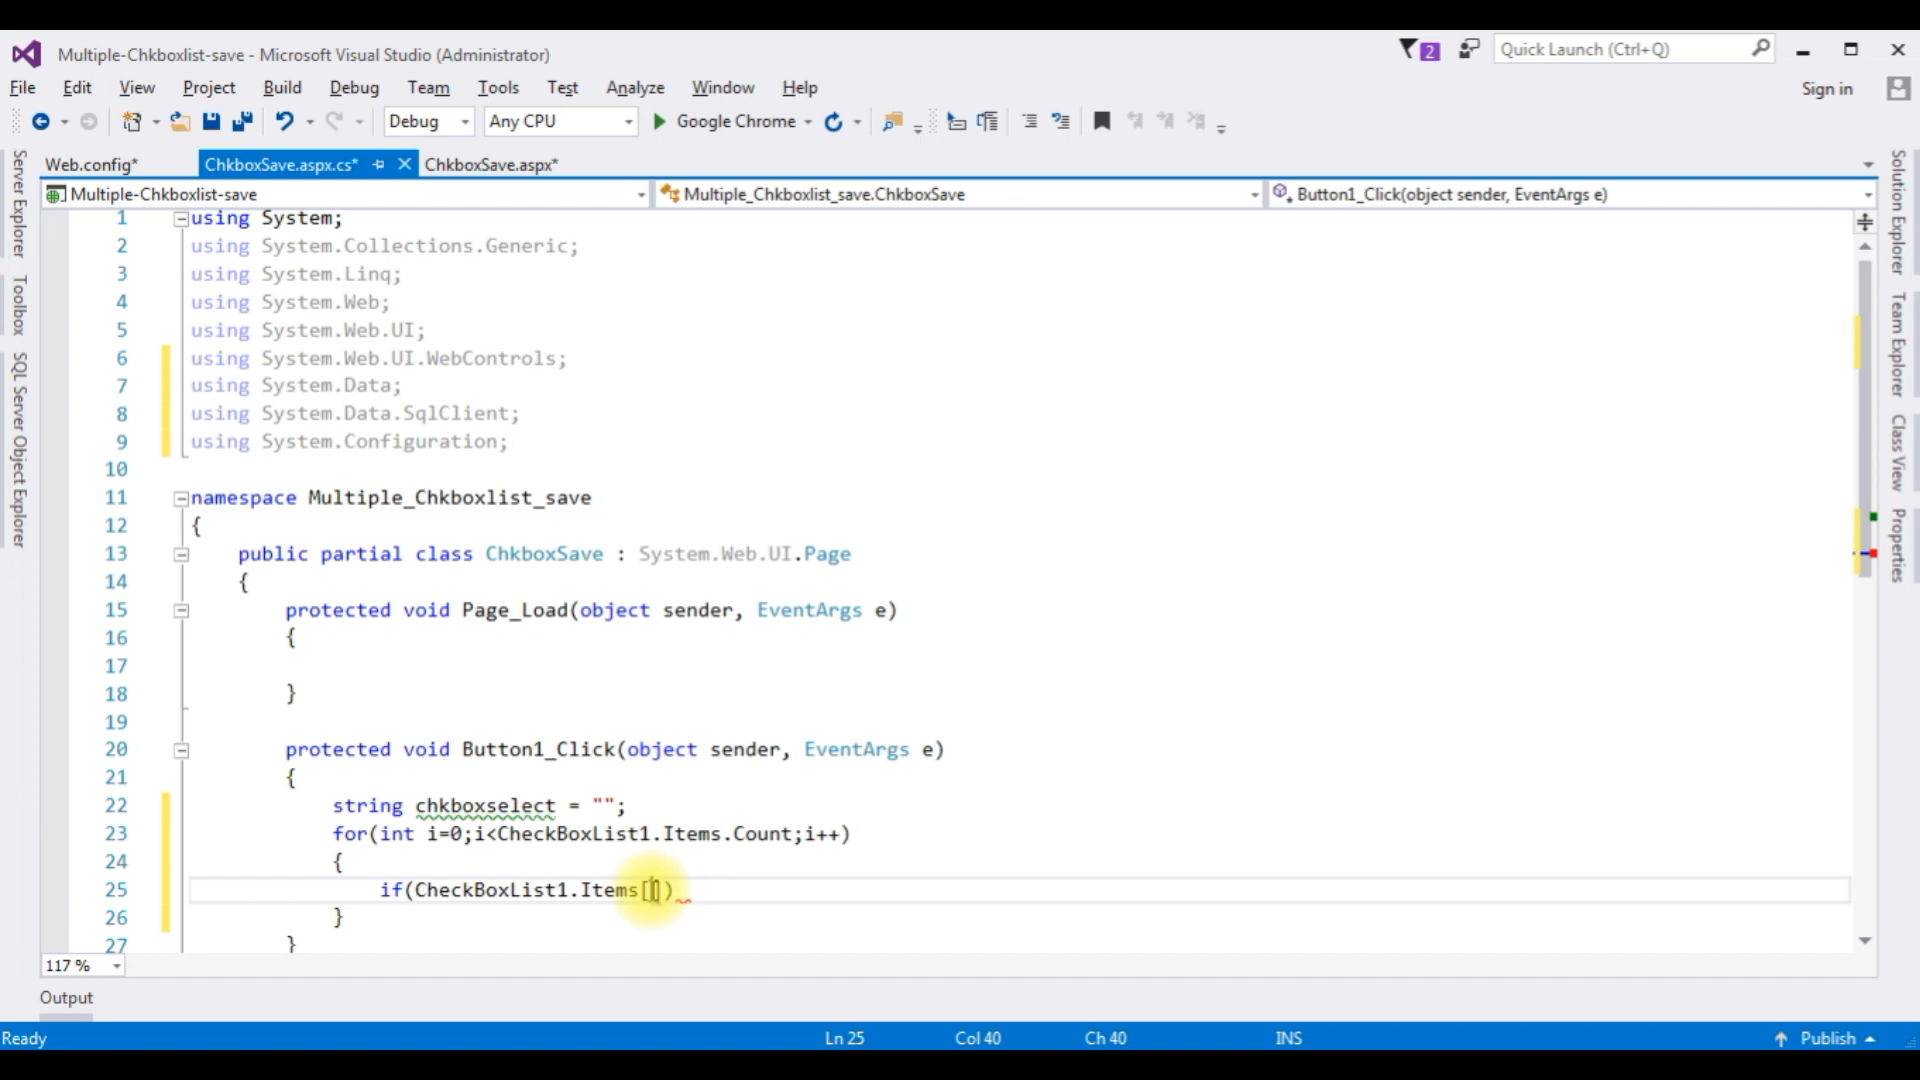 Multiple-Chkboxlist-save - Microsoft Visual Studio (Administrator)
2
Quick Launch (Ctrl+Q)
File Edit View Project Build Debug Team Tools Test Analyze Window Help
Sign in
Debug Any CPU Google Chrome
Web.config* ChkboxSave.aspx.cs* ChkboxSave.aspx*
Multiple-Chkboxlist-save Multiple_Chkboxlist_save.ChkboxSave Button1_Click(object sender, EventArgs e)
Server Explorer
Toolbox
SQL Server Object Explorer
1 using System;
2 using System.Collections.Generic;
3 using System.Linq;
4 using System.Web;
5 using System.Web.UI;
6 using System.Web.UI.WebControls;
7 using System.Data;
8 using System.Data.SqlClient;
9 using System.Configuration;
10
11 namespace Multiple_Chkboxlist_save
12 {
13 public partial class ChkboxSave : System.Web.UI.Page
14 {
15 protected void Page_Load(object sender, EventArgs e)
16 {
17
18 }
19
20 protected void Button1_Click(object sender, EventArgs e)
21 {
22 string chkboxselect = "";
23 for(int i=0;i<CheckBoxList1.Items.Count;i++)
24 {
25 if(CheckBoxList1.Items[])
26 }
27 }
Solution Explorer
Team Explorer
Class View
Properties
117 %
Output
Ready Ln 25 Col 40 Ch 40 INS Publish